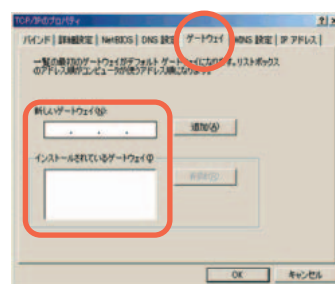 TCP/IPのプロパティ
バインド 詳細設定 NetBIOS DNS 設定 ゲートウェイ WINS 設定 IP アドレス
一覧の最初のゲートウェイがデフォルト ゲートウェイになります。リストボックス
のアドレス順がコンピュータが使うアドレス順になります。
新しいゲートウェイ(N):
追加(A)
インストールされているゲートウェイ(I):
削除(R)
OK キャンセル